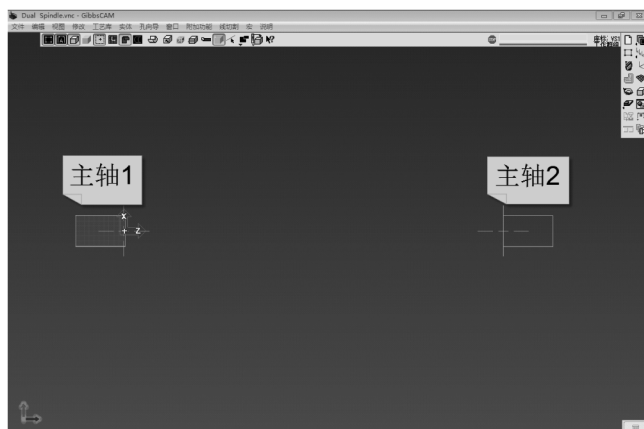 Dual Spindle.vnc - GibbsCAM
文件 编辑 视图 修改 工艺库 实体 孔向导 窗口 附加功能 线切割 宏 说明
主轴1
主轴2
X
Z